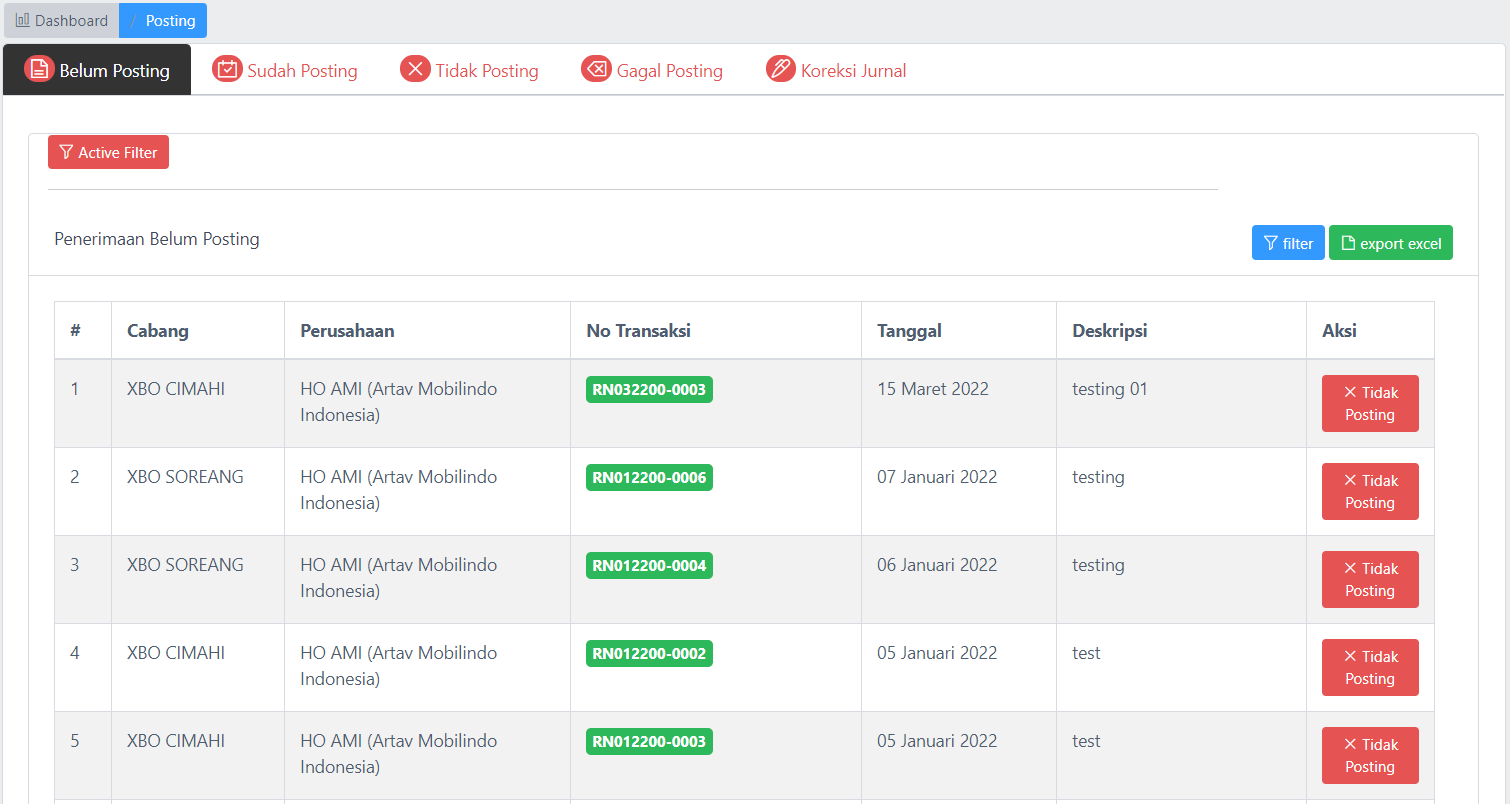 Dashboard / Posting
Belum Posting Sudah Posting Tidak Posting Gagal Posting Koreksi Jurnal
Active Filter
Penerimaan Belum Posting filter export excel
# Cabang Perusahaan No Transaksi Tanggal Deskripsi Aksi
1 XBO CIMAHI HO AMI (Artav Mobilindo RN032200-0003 15 Maret 2022 testing 01 Tidak
Indonesia) Posting
2 XBO SOREANG HO AMI (Artav Mobilindo RN012200-0006 07 Januari 2022 testing Tidak
Indonesia) Posting
3 XBO SOREANG HO AMI (Artav Mobilindo RN012200-0004 06 Januari 2022 testing Tidak
Indonesia) Posting
4 XBO CIMAHI HO AMI (Artav Mobilindo RN012200-0002 05 Januari 2022 test Tidak
Indonesia) Posting
5 XBO CIMAHI HO AMI (Artav Mobilindo RN012200-0003 05 Januari 2022 test Tidak
Indonesia) Posting